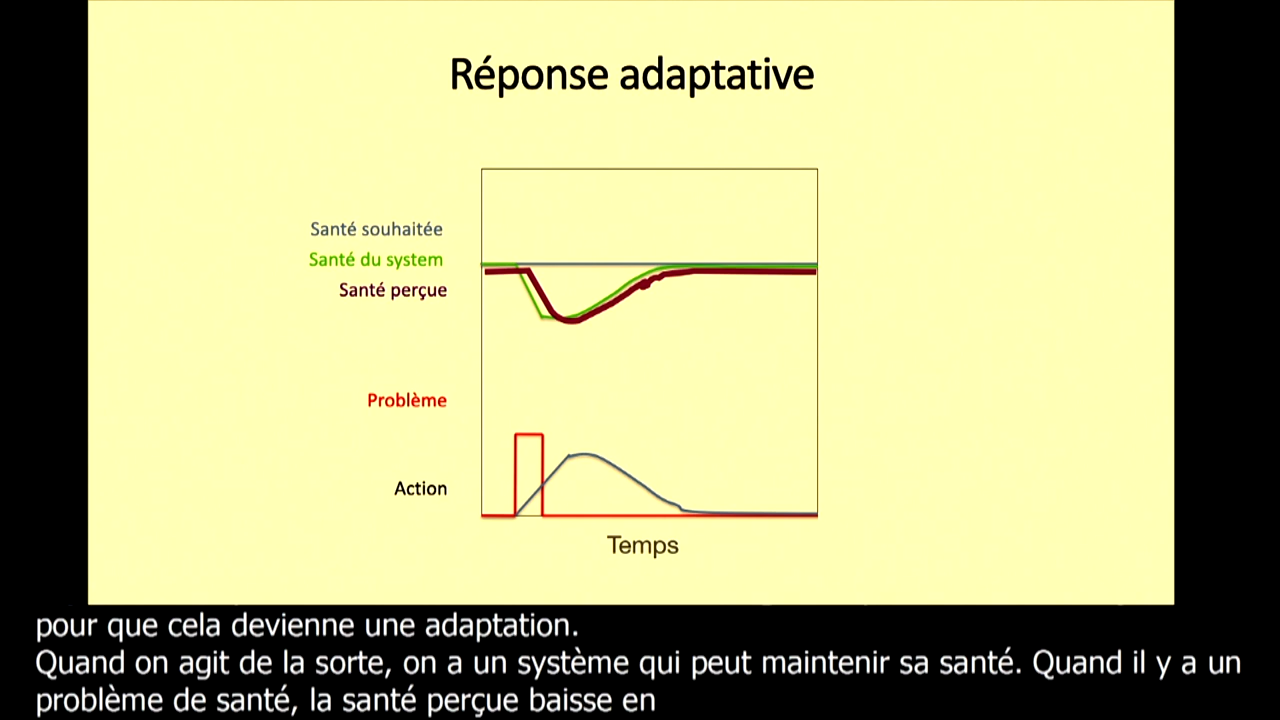 Réponse adaptative
Santé souhaitée
Santé du system
Santé perçue
Problème
Action
Temps
pour que cela devienne une adaptation.
Quand on agit de la sorte, on a un système qui peut maintenir sa santé. Quand il y a un
problème de santé, la santé perçue baisse en